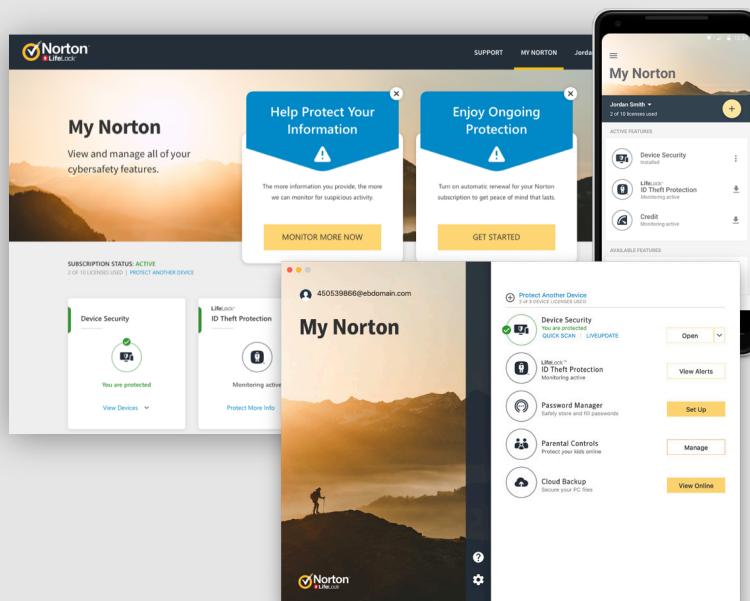 Norton
LifeLock
SUPPORT
MY NORTON
Jorda
My Norton
View and manage all of your
cybersafety features.
Help Protect Your
Information
The more information you provide, the more
we can monitor for suspicious activity.
MONITOR MORE NOW
Enjoy Ongoing
Protection
Turn on automatic renewal for your Norton
subscription to get peace of mind that lasts.
GET STARTED
SUBSCRIPTION STATUS: ACTIVE
2 OF 10 LICENSES USED | PROTECT ANOTHER DEVICE
Device Security
You are protected
View Devices
LifeLock™
ID Theft Protection
Monitoring active
Protect More Info
My Norton
Jordan Smith
2 of 10 licenses used
ACTIVE FEATURES
Device Security
Installed
LifeLock™
ID Theft Protection
Monitoring active
Credit
Monitoring active
AVAILABLE FEATURES
450539866@ebdomain.com
My Norton
Norton
LifeLock
Protect Another Device
Device Security
You are protected
QUICK SCAN | LIVEUPDATE
Open
LifeLock™
ID Theft Protection
Monitoring active
View Alerts
Password Manager
Safely store and fill passwords
Set Up
Parental Controls
Protect your kids online
Manage
Cloud Backup
Secure your PC files
View Online